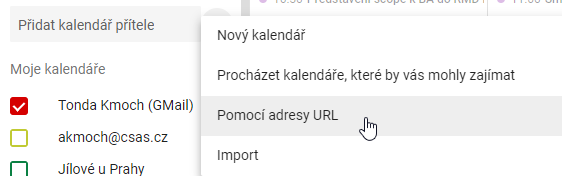 Přidat kalendář přítele
Nový kalendář
Moje kalendáře
Procházet kalendáře, které by vás mohly zajímat
Tonda Kmoch (GMail)
Pomocí adresy URL
akmoch@csas.cz
Import
Jílové u Prahy